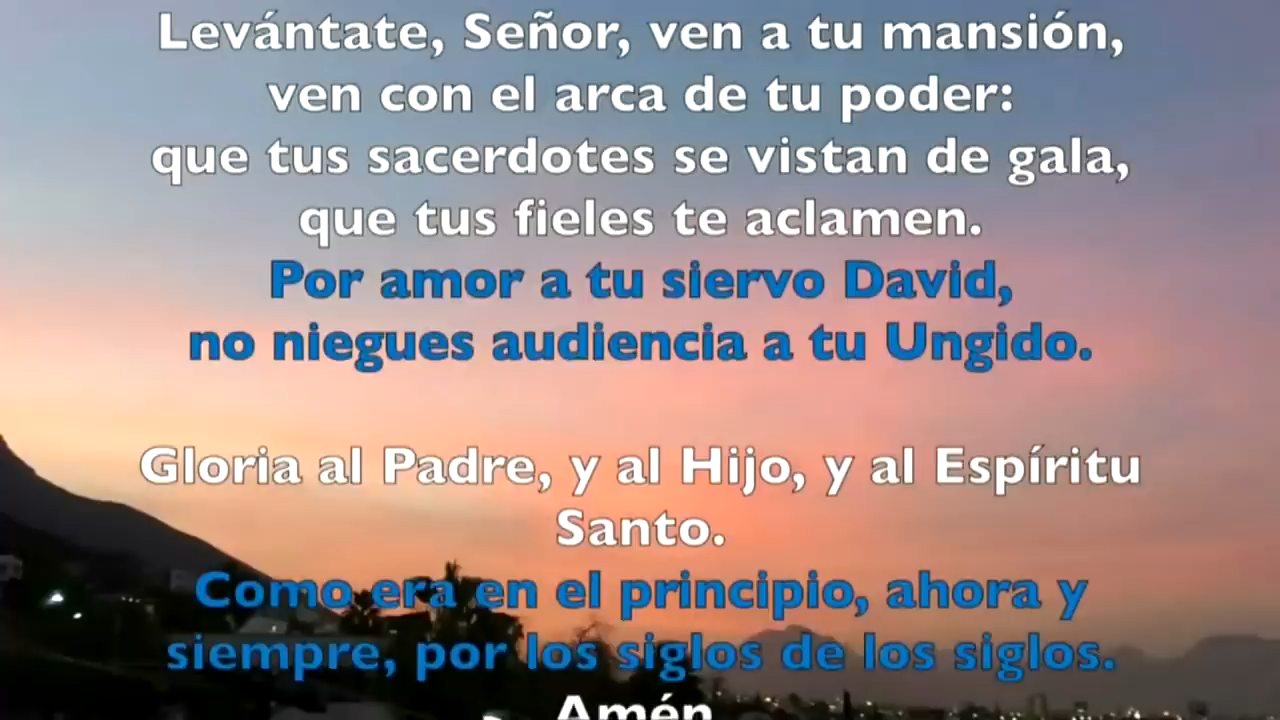 Levántate, Señor, ven a tu mansión,
ven con el arca de tu poder:
que tus sacerdotes se vistan de gala,
que tus fieles te aclamen.
Por amor a tu siervo David,
no niegues audiencia a tu Ungido.
Gloria al Padre, y al Hijo, y al Espíritu
Santo.
Como era en el principio, ahora y
siempre, por los siglos de los siglos.
Amén